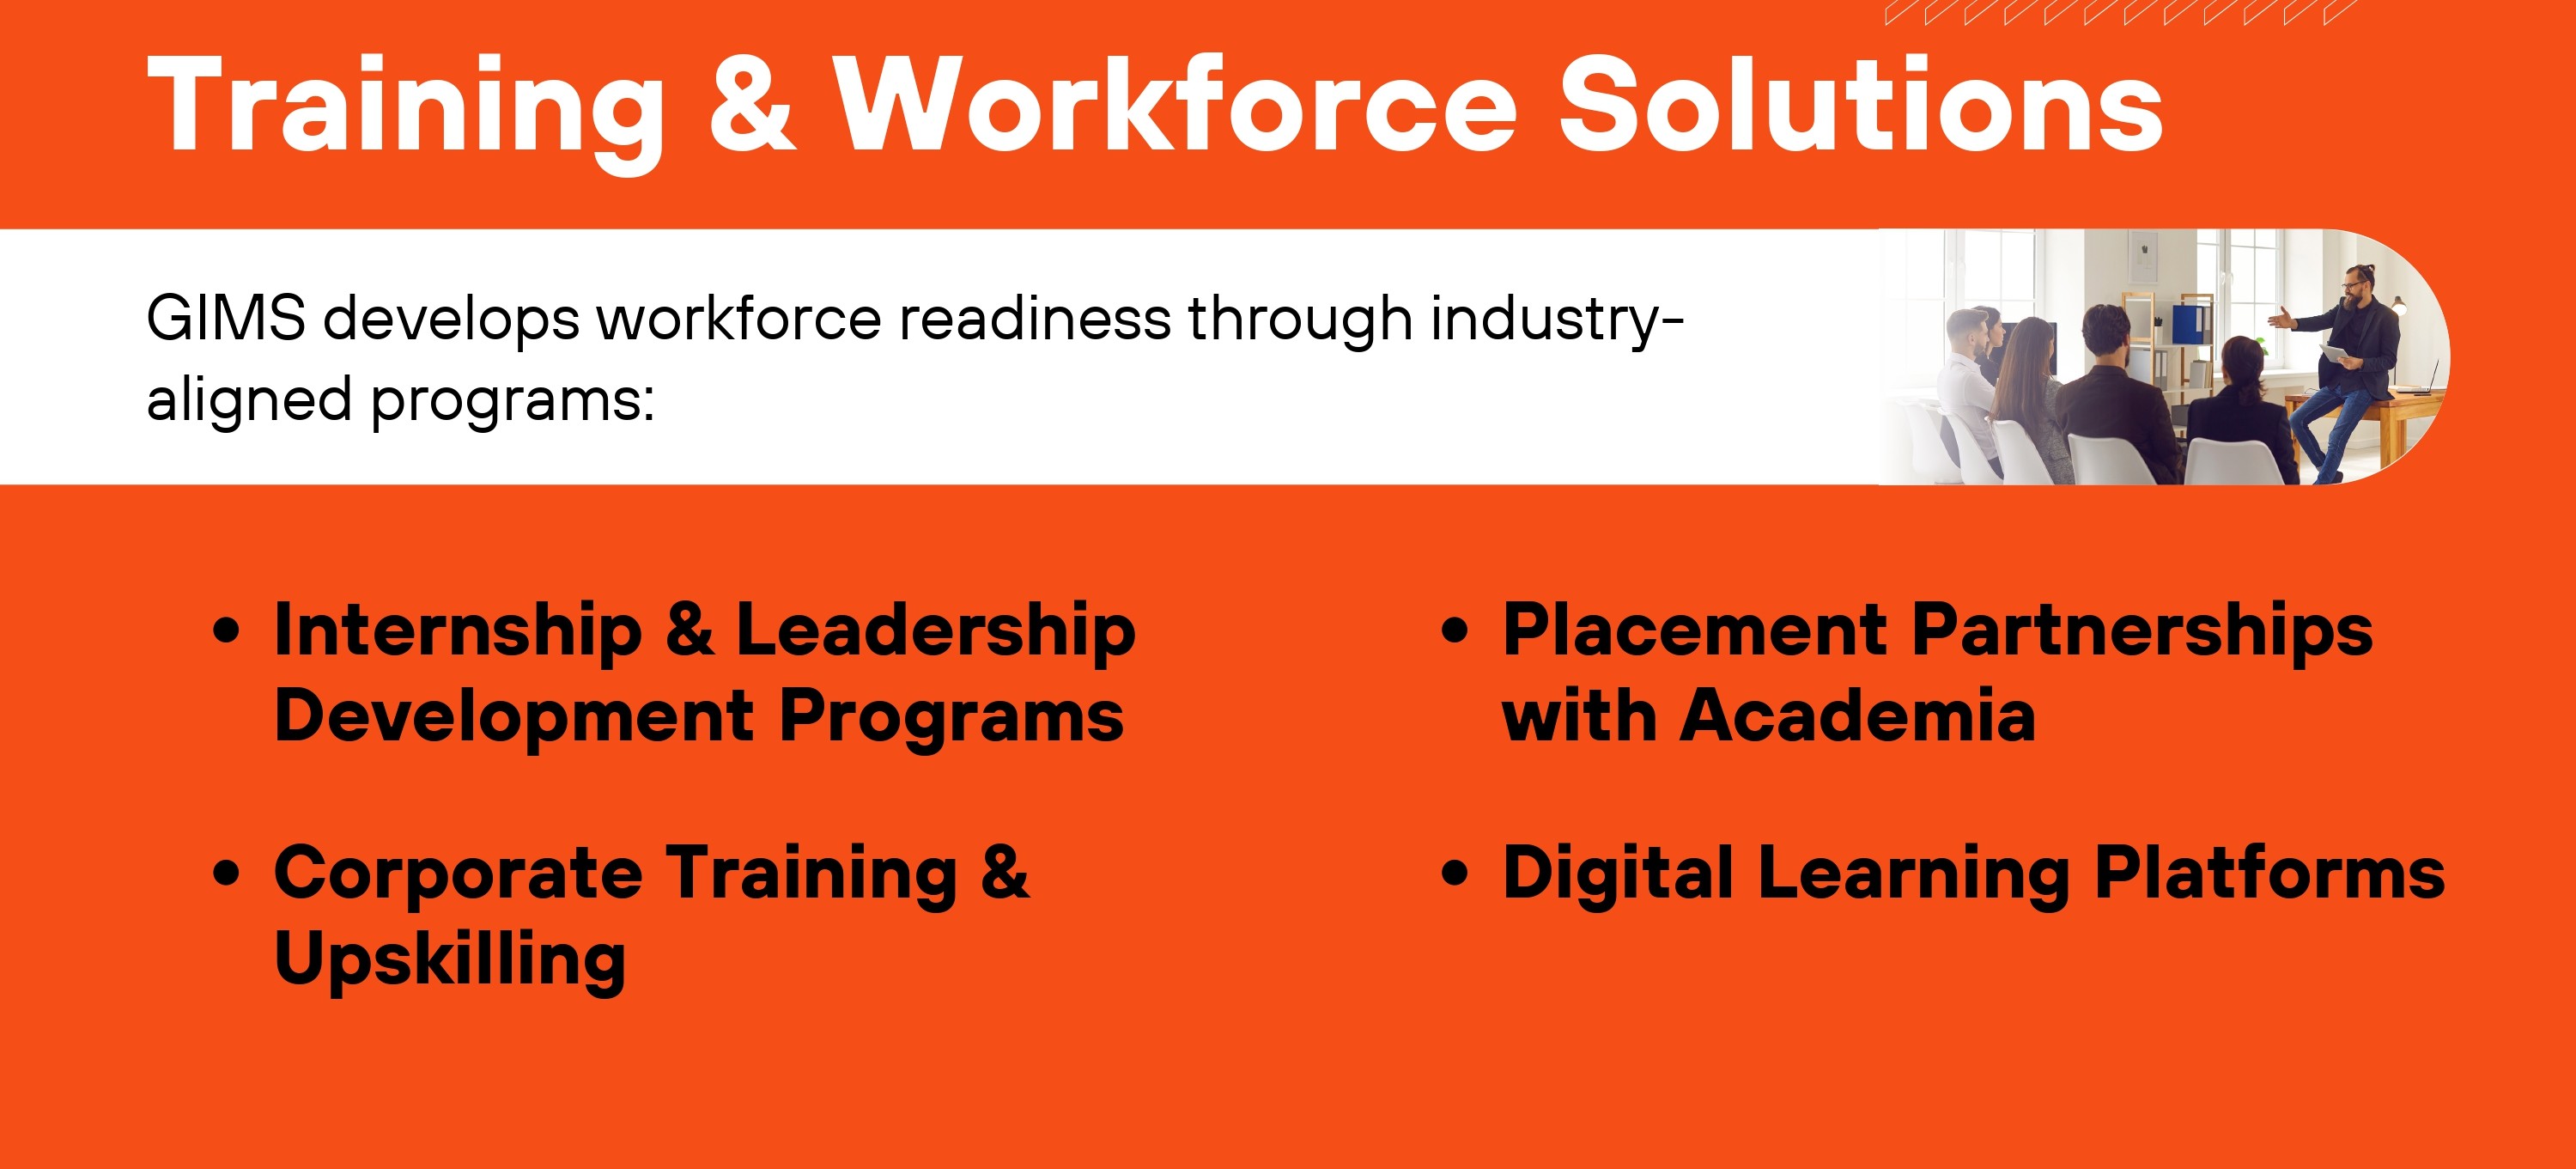 Training & Workforce Solutions
GIMS develops workforce readiness through industry-
aligned programs:
• Internship & Leadership
Development Programs
• Corporate Training &
Upskilling
• Placement Partnerships
with Academia
• Digital Learning Platforms